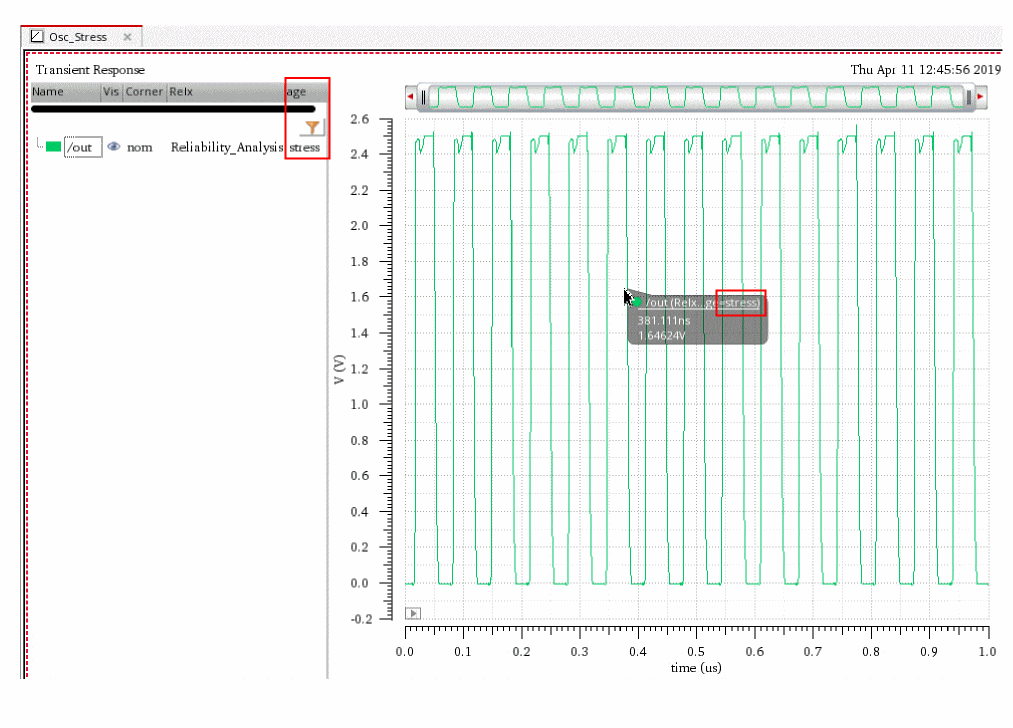 Osc_Stress ×
Transient Response
Thu Apr 11 12:45:56 2019
Name Vis Corner Relx age
/out nom Reliability_Analysis stress
2.6
2.4
2.2
2.0
1.8
1.6
1.4
1.2
1.0
0.8
0.6
0.4
0.2
0.0
-0.2
V (V)
/out (Relx...ge=stress)
381.111ns
1.64624V
0.0 0.1 0.2 0.3 0.4 0.5 0.6 0.7 0.8 0.9 1.0
time (us)